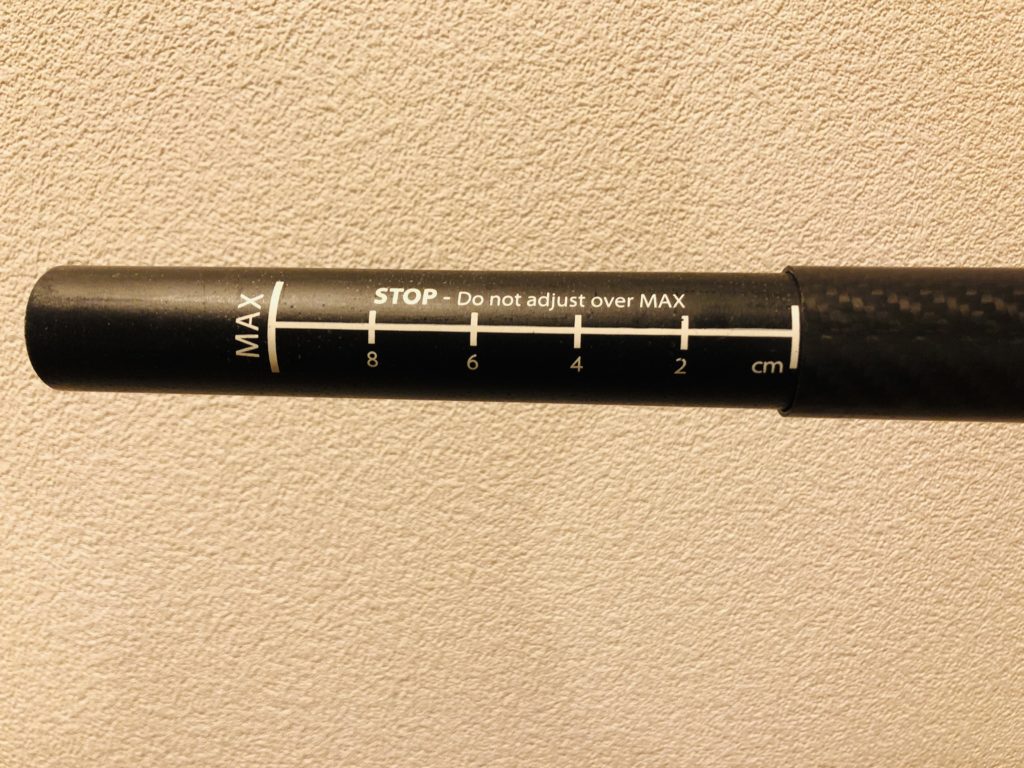 STOP - Do not adjust over MAX
MAX
8 6 4 2 cm